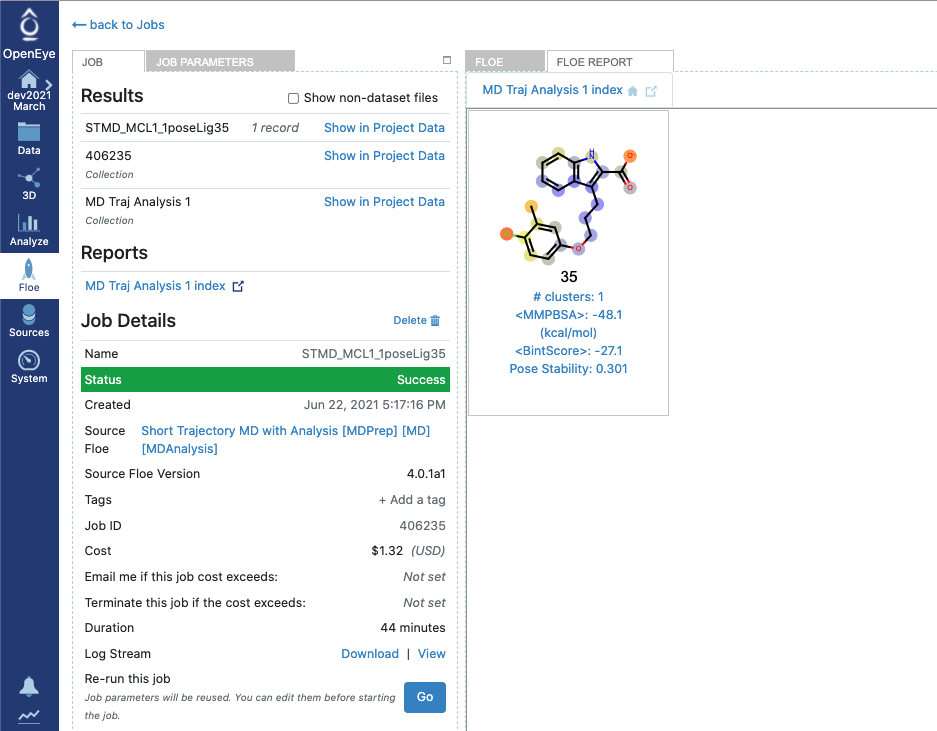 ← back to Jobs
OpenEye
dev2021
March
Data
3D
Analyze
Floe
Sources
System
JOB
JOB PARAMETERS
Results
Show non-dataset files
STMD_MCL1_1poseLig35 1 record Show in Project Data
406235 Show in Project Data
Collection
MD Traj Analysis 1 Show in Project Data
Collection
Reports
MD Traj Analysis 1 index
Job Details
Delete
Name STMD_MCL1_1poseLig35
Status Success
Created Jun 22, 2021 5:17:16 PM
Source Floe Short Trajectory MD with Analysis [MDPrep] [MD]
[MDAnalysis]
Source Floe Version 4.0.1a1
Tags + Add a tag
Job ID 406235
Cost $1.32 (USD)
Email me if this job cost exceeds: Not set
Terminate this job if the cost exceeds: Not set
Duration 44 minutes
Log Stream Download | View
Re-run this job
Job parameters will be reused. You can edit them before starting
the job.
Go
FLOE
FLOE REPORT
MD Traj Analysis 1 index
H
N
O-
O
O
35
# clusters: 1
<MMPBSA>: -48.1
(kcal/mol)
<BintScore>: -27.1
Pose Stability: 0.301